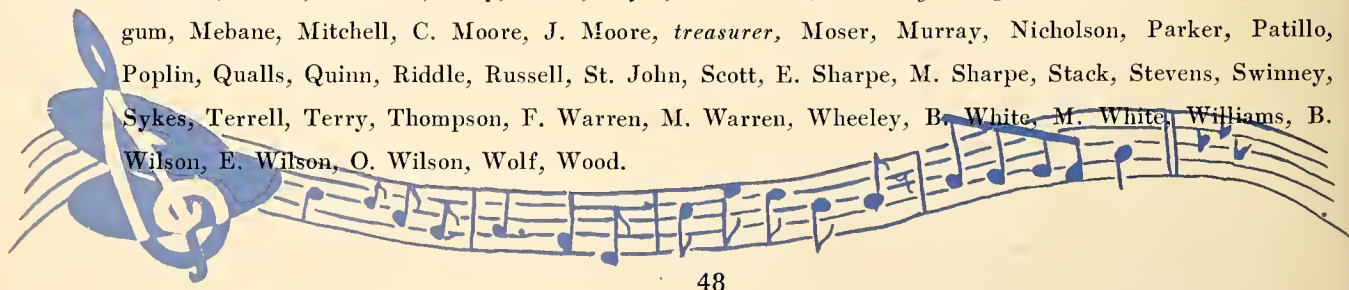 gum, Mebane, Mitchell, C. Moore, J. Moore, treasurer, Moser, Murray, Nicholson, Parker, Patillo,
Poplin, Qualls, Quinn, Riddle, Russell, St. John, Scott, E. Sharpe, M. Sharpe, Stack, Stevens, Swinney,
Sykes, Terrell, Terry, Thompson, F. Warren, M. Warren, Wheeley, B. White, M. White, Williams, B.
Wilson, E. Wilson, O. Wilson, Wolf, Wood.
48